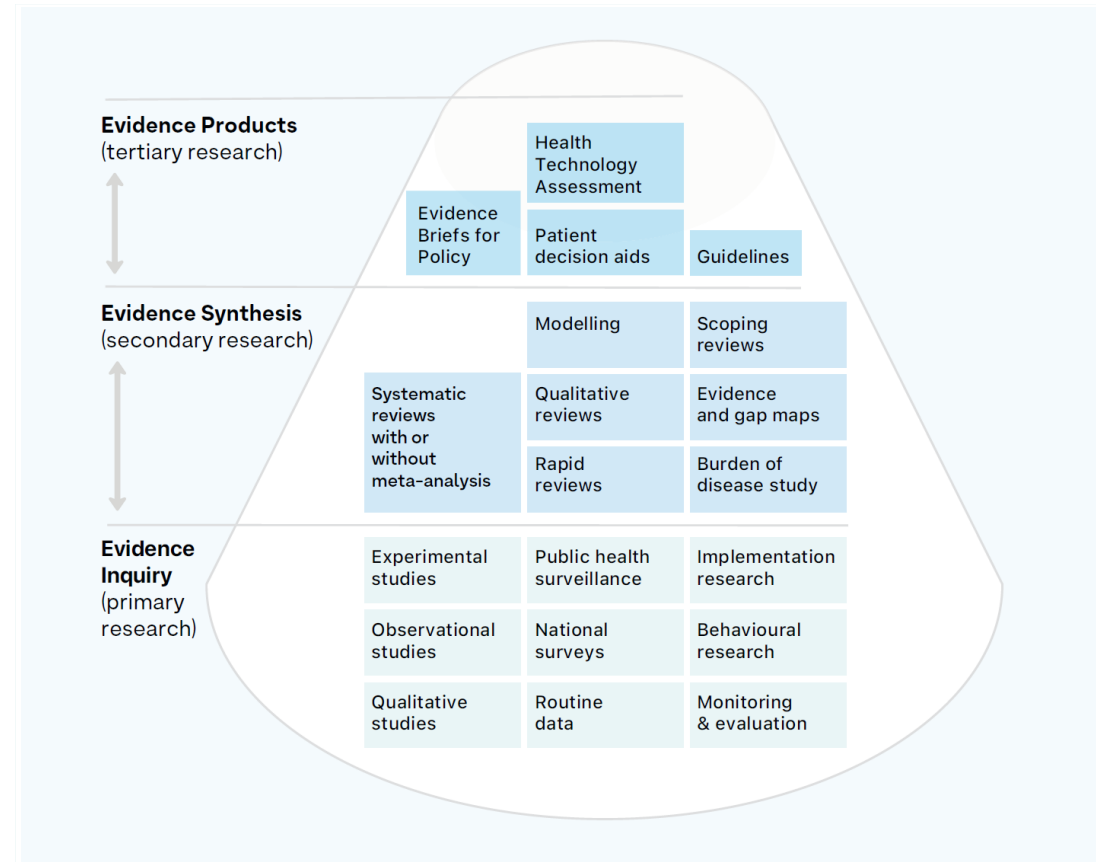 Evidence Products
(tertiary research)
Health
Technology
Assessment
Evidence
Briefs for
Policy
Patient
decision aids
Guidelines
Evidence Synthesis
(secondary research)
Modelling
Scoping
reviews
Systematic
reviews
with or
without
meta-analysis
Qualitative
reviews
Evidence
and gap maps
Rapid
reviews
Burden of
disease study
Evidence
Inquiry
(primary
research)
Experimental
studies
Public health
surveillance
Implementation
research
Observational
studies
National
surveys
Behavioural
research
Qualitative
studies
Routine
data
Monitoring
& evaluation